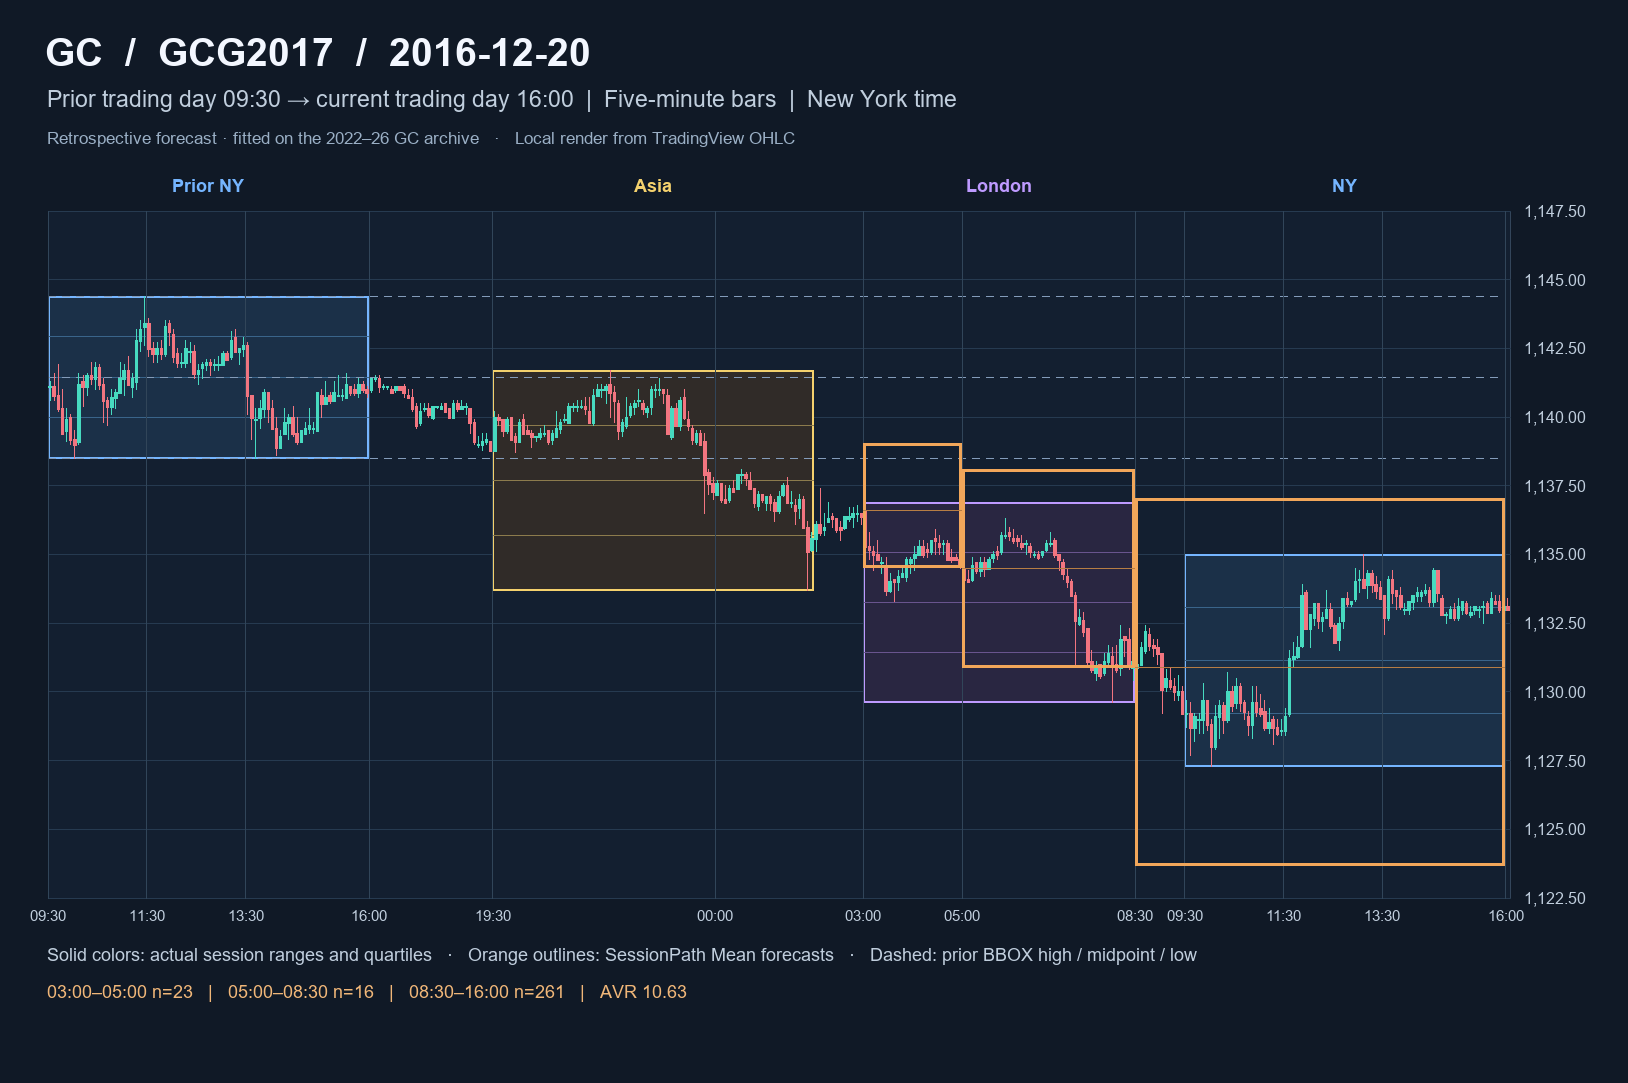 GC / GCG2017 / 2016-12-20
Prior trading day 09:30 → current trading day 16:00 | Five-minute bars | New York time
Retrospective forecast · fitted on the 2022–26 GC archive · Local render from TradingView OHLC
Prior NY
Asia
London
NY
1,147.50
1,145.00
1,142.50
1,140.00
1,137.50
1,135.00
1,132.50
1,130.00
1,127.50
1,125.00
1,122.50
09:30 11:30 13:30 16:00 19:30 00:00 03:00 05:00 08:30 09:30 11:30 13:30 16:00
Solid colors: actual session ranges and quartiles · Orange outlines: SessionPath Mean forecasts · Dashed: prior BBOX high / midpoint / low
03:00–05:00 n=23 | 05:00–08:30 n=16 | 08:30–16:00 n=261 | AVR 10.63